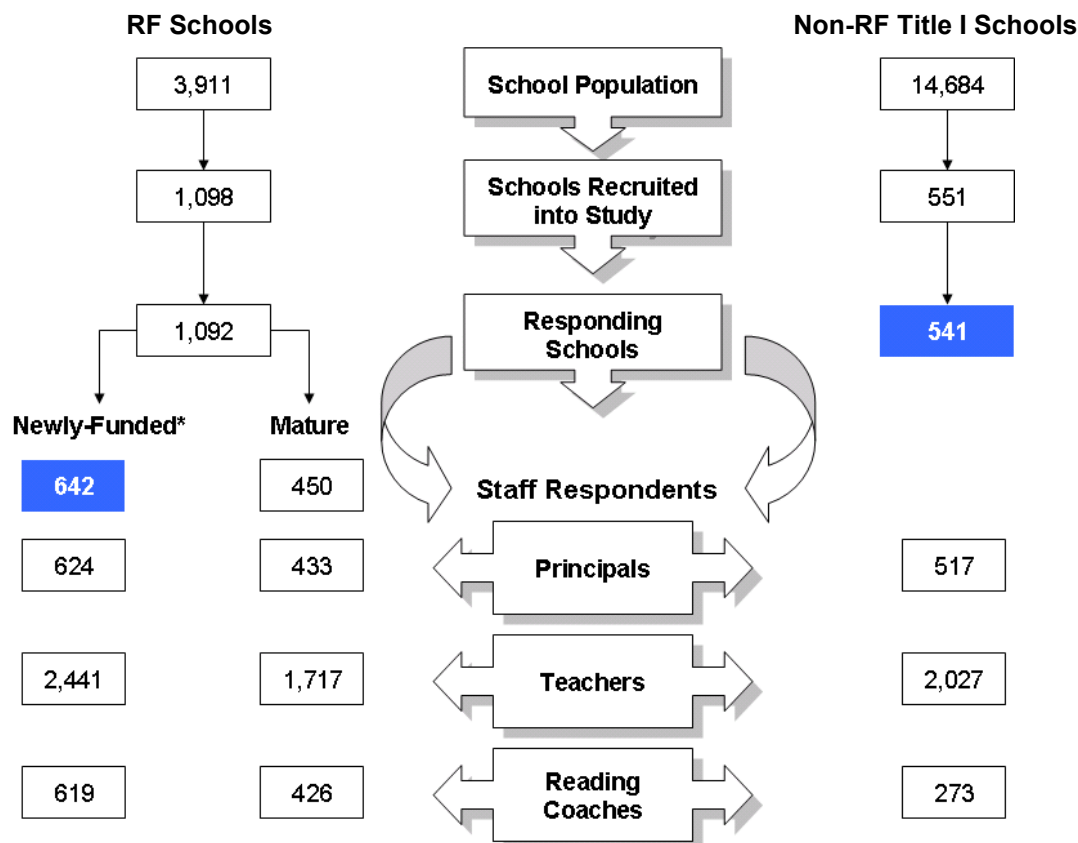 RF Schools
Non-RF Title I Schools
3,911
School Population
14,684
1,098
Schools Recruited
into Study
551
1,092
Responding
Schools
541
Newly-Funded*
Mature
642
450
Staff Respondents
624
433
Principals
517
2,441
1,717
Teachers
2,027
619
426
Reading
Coaches
273